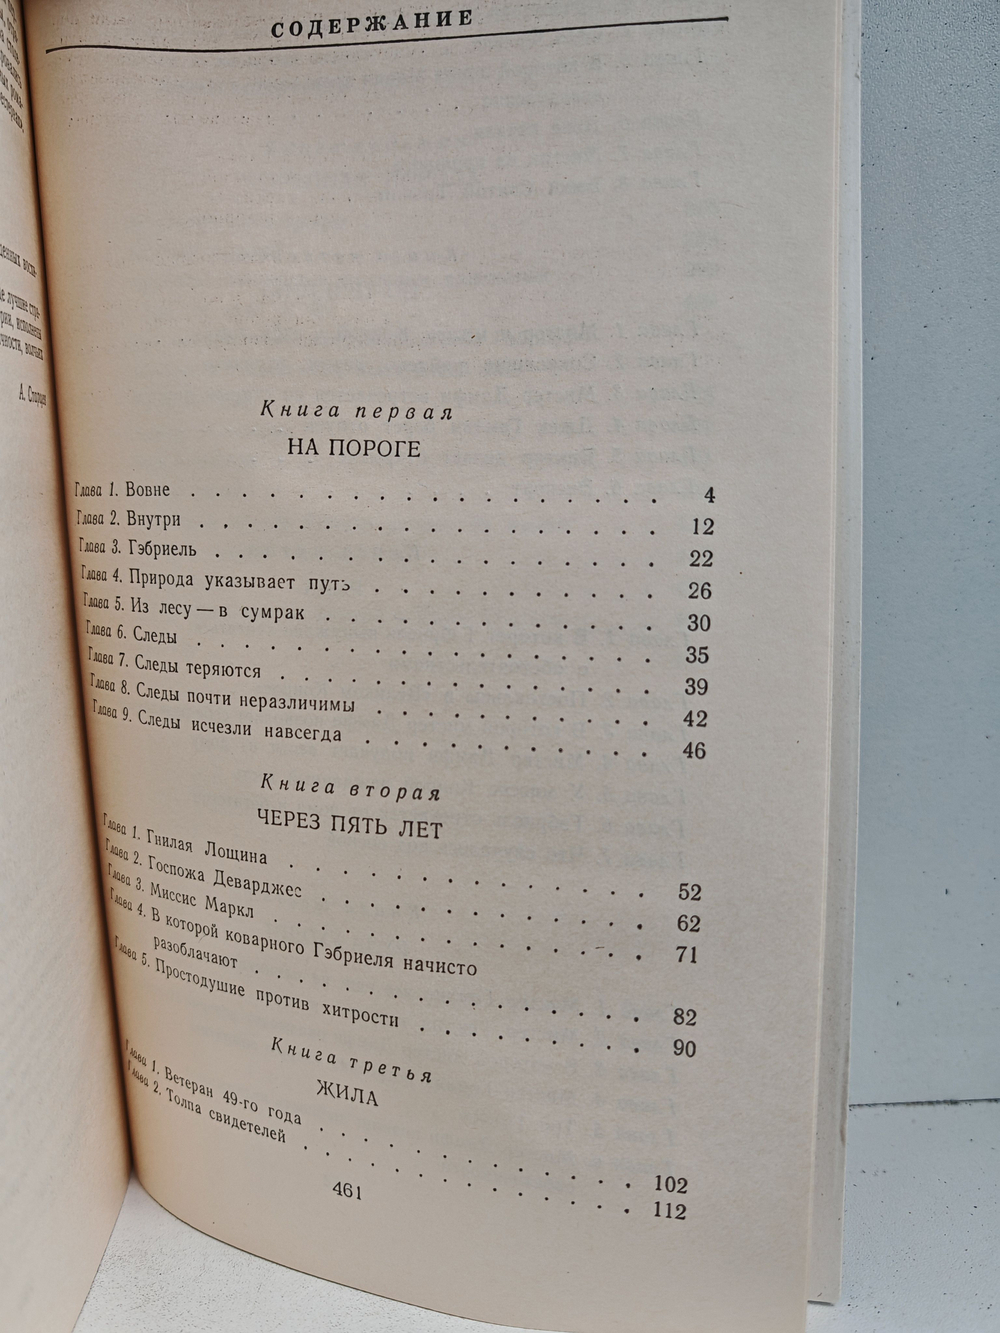 СОДЕРЖАНИЕ
денных
лучшие
исполнены
А. Старцев
Книга первая
НА ПОРОГЕ
Глава 1. Вовне . . . . . . . . . . . . . . . . . . . . . 4
Глава 2. Внутри . . . . . . . . . . . . . . . . . . . . 12
Глава 3. Гэбриель . . . . . . . . . . . . . . . . . . . 22
Глава 4. Природа указывает путь . . . . . . . . . . . . . 26
Глава 5. Из лесу — в сумрак . . . . . . . . . . . . . . . 30
Глава 6. Следы . . . . . . . . . . . . . . . . . . . . 35
Глава 7. Следы теряются . . . . . . . . . . . . . . . . . 39
Глава 8. Следы почти неразличимы . . . . . . . . . . . . 42
Глава 9. Следы исчезли навсегда . . . . . . . . . . . . . 46
Книга вторая
ЧЕРЕЗ ПЯТЬ ЛЕТ
Глава 1. Гнилая Лощина . . . . . . . . . . . . . . . . 52
Глава 2. Госпожа Деварджес . . . . . . . . . . . . . . 62
Глава 3. Миссис Маркл . . . . . . . . . . . . . . . . . 71
Глава 4. В которой коварного Гэбриеля начисто
разоблачают . . . . . . . . . . . . . . . . . 82
Глава 5. Простодушие против хитрости . . . . . . . . . . 90
Книга третья
ЖИЛА
Глава 1. Ветеран 49-го года . . . . . . . . . . . . . . 102
Глава 2. Толпа свидетелей . . . . . . . . . . . . . . . 112
461